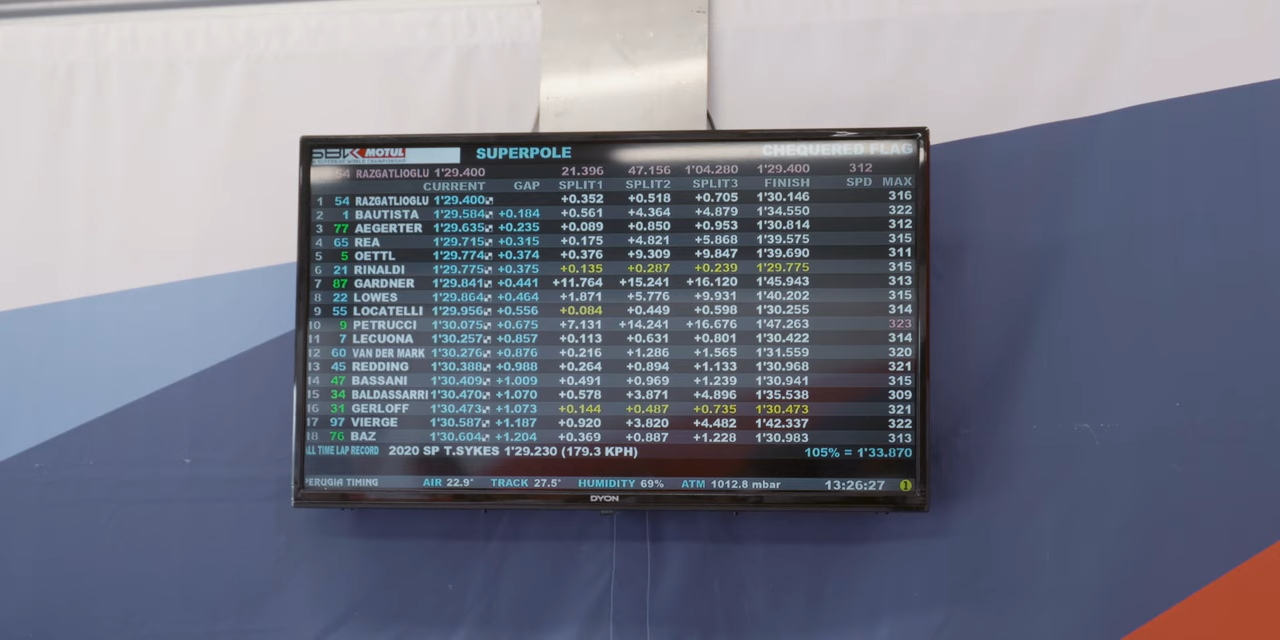 SBK MOTUL SUPERPOLE CHEQUERED FLAG
54 RAZGATLIOGLU 1'29.400 21.396 47.156 1'04.280 1'29.400 312
CURRENT GAP SPLIT1 SPLIT2 SPLIT3 FINISH SPD MAX
1 54 RAZGATLIOGLU 1'29.400 +0.352 +0.518 +0.705 1'30.146 316
2 1 BAUTISTA 1'29.584 +0.184 +0.561 +4.364 +4.879 1'34.550 322
3 77 AEGERTER 1'29.635 +0.235 +0.089 +0.850 +0.953 1'30.814 312
4 65 REA 1'29.715 +0.315 +0.175 +4.821 +5.868 1'39.575 315
5 5 OETTL 1'29.774 +0.374 +0.376 +9.309 +9.847 1'39.690 311
6 21 RINALDI 1'29.775 +0.375 +0.135 +0.287 +0.239 1'29.775 315
7 87 GARDNER 1'29.841 +0.441 +11.764 +15.241 +16.120 1'45.943 313
8 22 LOWES 1'29.864 +0.464 +1.871 +5.776 +9.931 1'40.202 315
9 55 LOCATELLI 1'29.956 +0.556 +0.084 +0.449 +0.598 1'30.255 314
10 9 PETRUCCI 1'30.075 +0.675 +7.131 +14.241 +16.676 1'47.263 323
11 7 LECUONA 1'30.257 +0.857 +0.113 +0.631 +0.801 1'30.422 314
12 60 VAN DER MARK 1'30.276 +0.876 +0.216 +1.286 +1.565 1'31.559 320
13 45 REDDING 1'30.388 +0.988 +0.264 +0.894 +1.133 1'30.968 321
14 47 BASSANI 1'30.409 +1.009 +0.491 +0.969 +1.239 1'30.941 315
15 34 BALDASSARRI 1'30.470 +1.070 +0.578 +3.871 +4.896 1'35.538 309
16 31 GERLOFF 1'30.473 +1.073 +0.144 +0.487 +0.735 1'30.473 321
17 97 VIERGE 1'30.587 +1.187 +0.920 +3.820 +4.482 1'42.337 322
18 76 BAZ 1'30.604 +1.204 +0.369 +0.887 +1.228 1'30.983 313
ALL TIME LAP RECORD 2020 SP T.SYKES 1'29.230 (179.3 KPH) 105% = 1'33.870
PERUGIA TIMING AIR 22.9° TRACK 27.5° HUMIDITY 69% ATM 1012.8 mbar 13:26:27 1
DYON